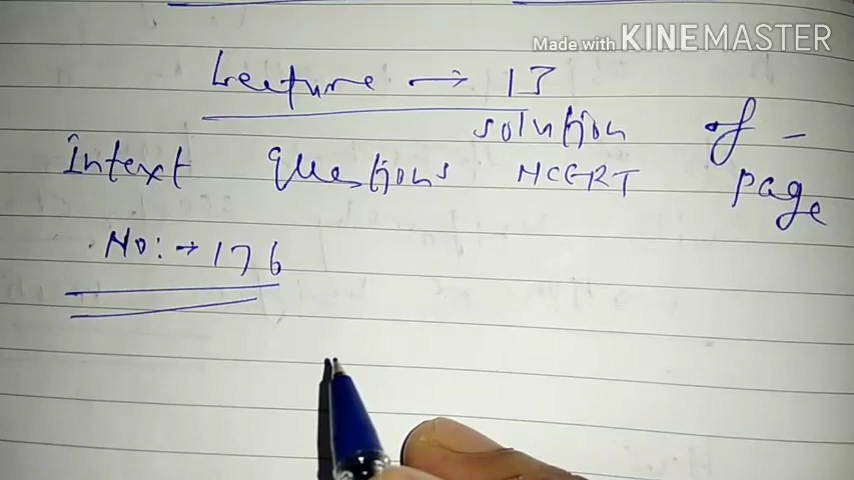 Made with KINEMASTER
Lecture → 13
solution of -
Intext Questions NCERT page
No: → 176